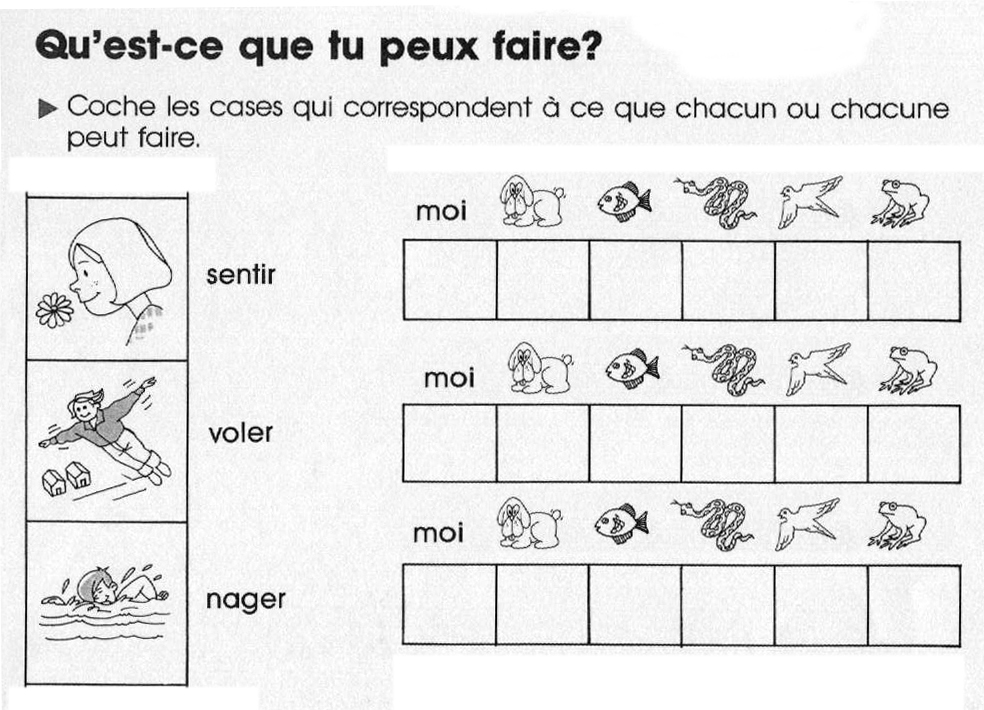 Qu'est-ce que tu peux faire?
▶ Coche les cases qui correspondent à ce que chacun ou chacune
peut faire.
moi
sentir
moi
voler
moi
nager